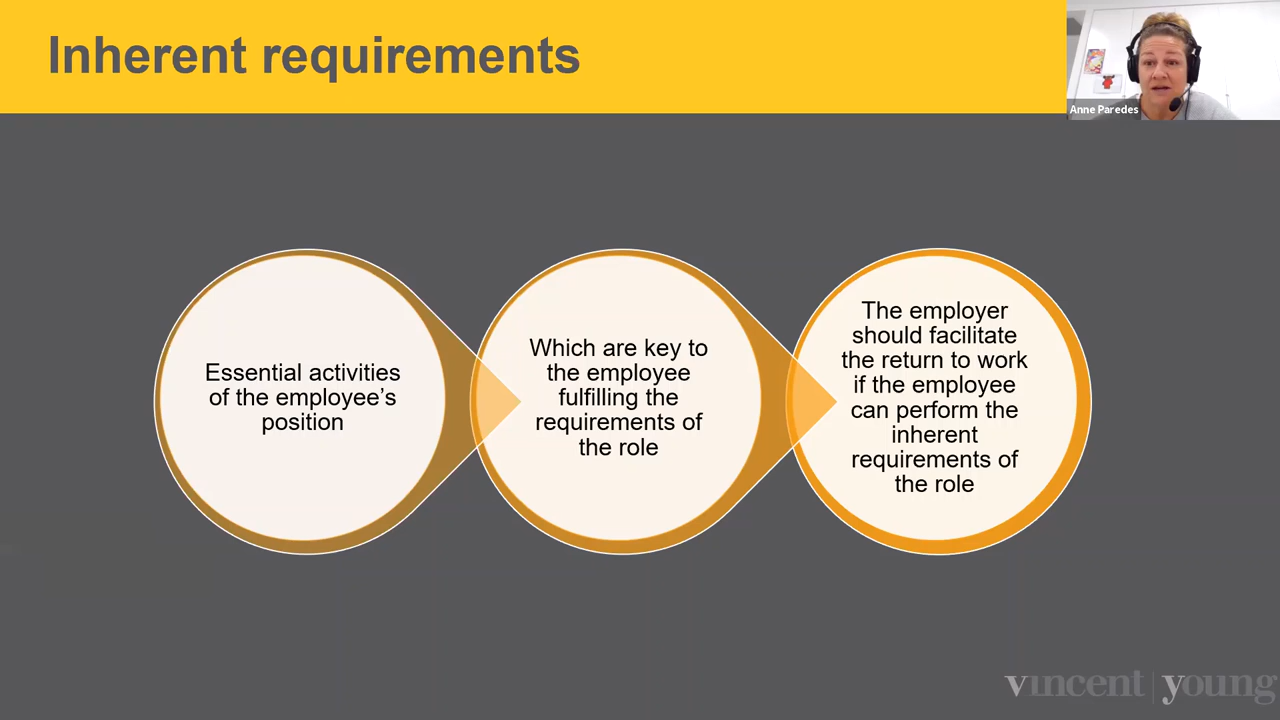 Inherent requirements
Anne Paredes
Essential activities
of the employee’s
position
Which are key to
the employee
fulfilling the
requirements of
the role
The employer
should facilitate
the return to work
if the employee
can perform the
inherent
requirements of
the role
vincent | young